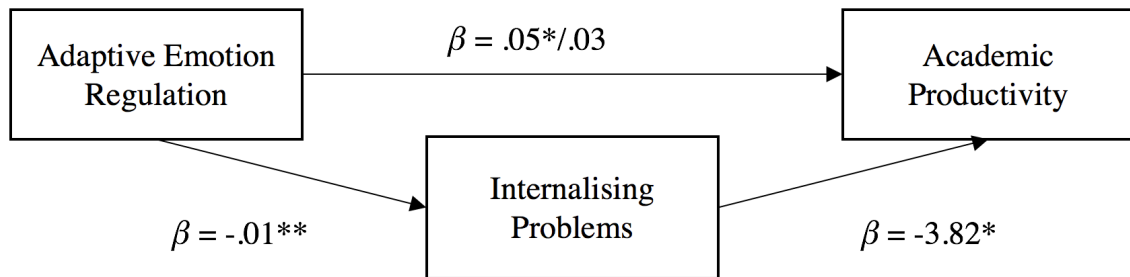 Adaptive Emotion
Regulation
β = .05*/.03
Academic
Productivity
Internalising
Problems
β = -.01**
β = -3.82*